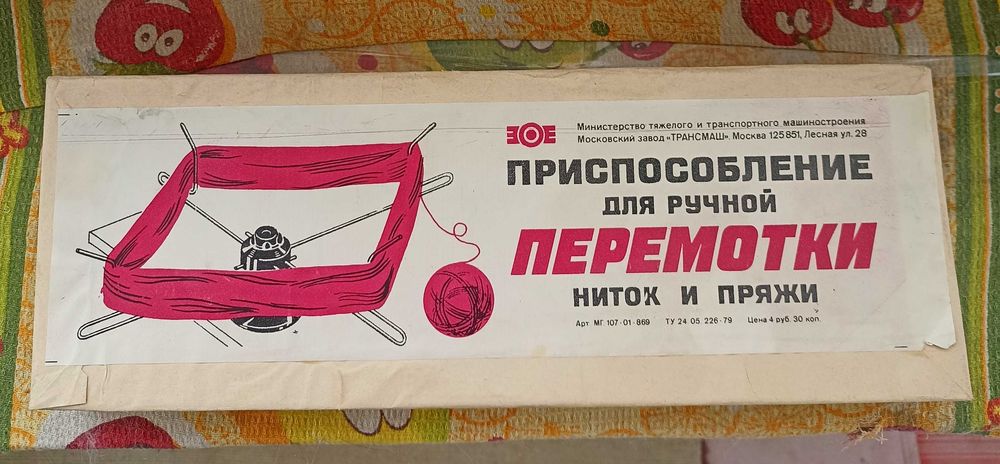 Министерство тяжелого и транспортного машиностроения
Московский завод «ТРАНСМАШ». Москва 125851, Лесная ул. 28
ПРИСПОСОБЛЕНИЕ
ДЛЯ РУЧНОЙ
ПЕРЕМОТКИ
НИТОК И ПРЯЖИ
Арт МГ 107-01-869 ТУ 24 05 226-79 Цена 4 руб. 30 коп.